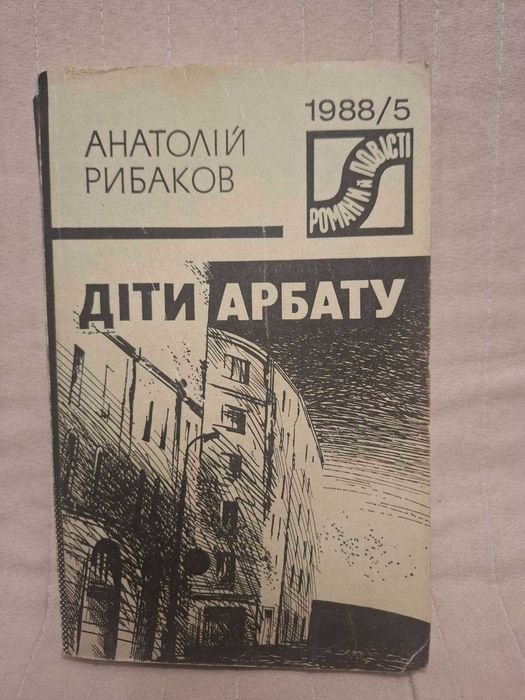 1988/5
АНАТОЛІЙ
РИБАКОВ
РОМАНИ Й ПОВІСТІ
ДІТИ АРБАТУ